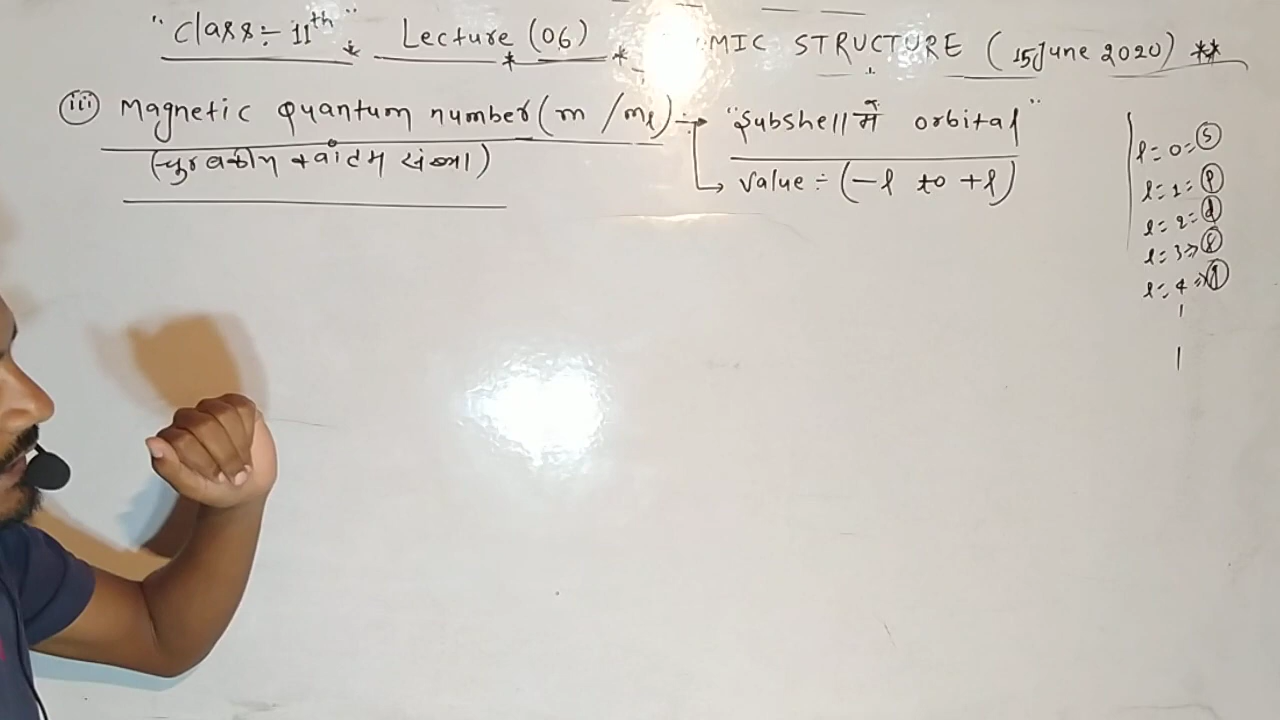 "Class:- 11th" * Lecture (06) * MIC STRUCTURE (15 June 2020) **
(iii) Magnetic Quantum number (m / ml) :→ "Subshell में orbital"
(चुम्बकीय क्वांटम संख्या) → Value ÷ (-l to +l)
l = 0 = s
l = 1 = p
l = 2 = d
l = 3 ⇒ f
l = 4 ⇒ g